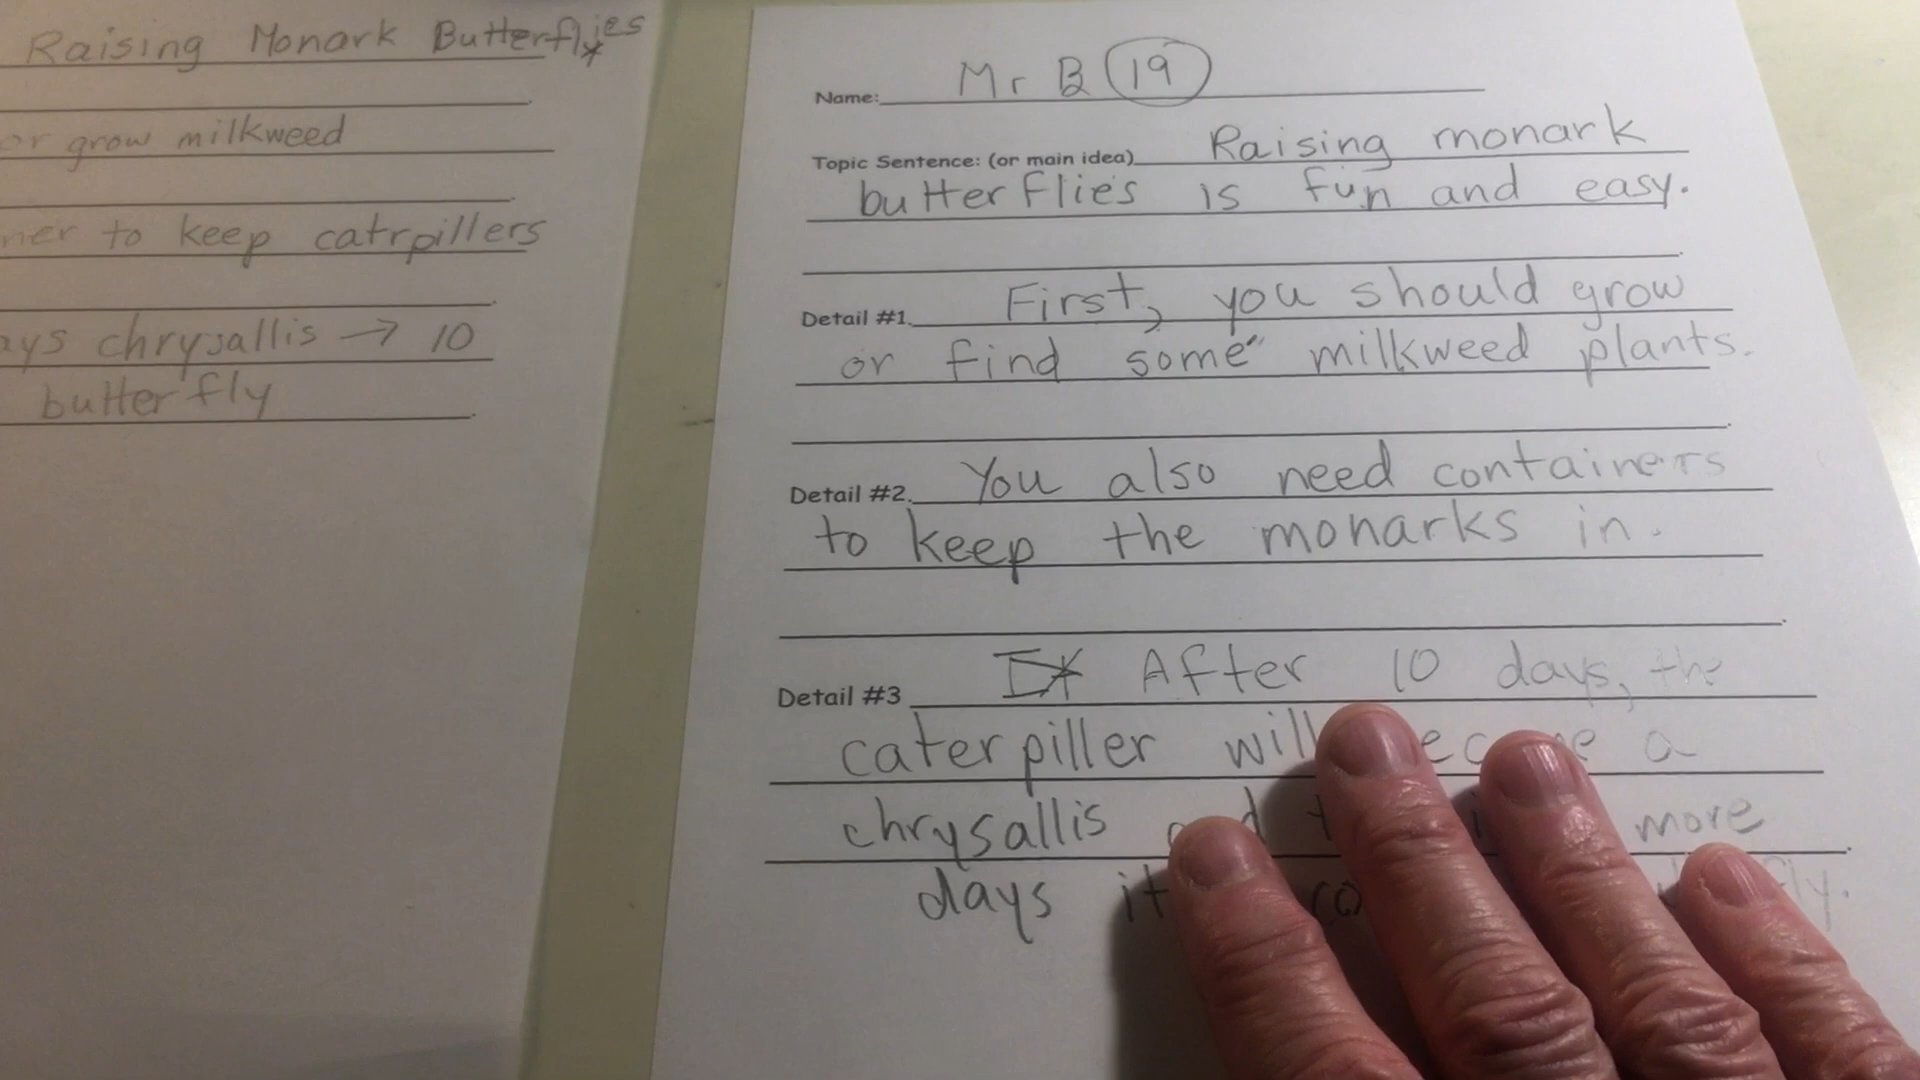 Raising Monark Butterflies
or grow milkweed
to keep catrpillers
chrysallis → 10
butterfly
Name: Mr B 19
Topic Sentence: (or main idea) Raising monark
butterflies is fun and easy.
Detail #1. First, you should grow
or find some milkweed plants.
Detail #2. You also need containers
to keep the monarks in.
Detail #3 After 10 days, the
caterpiller will a
chrysallis more
days it